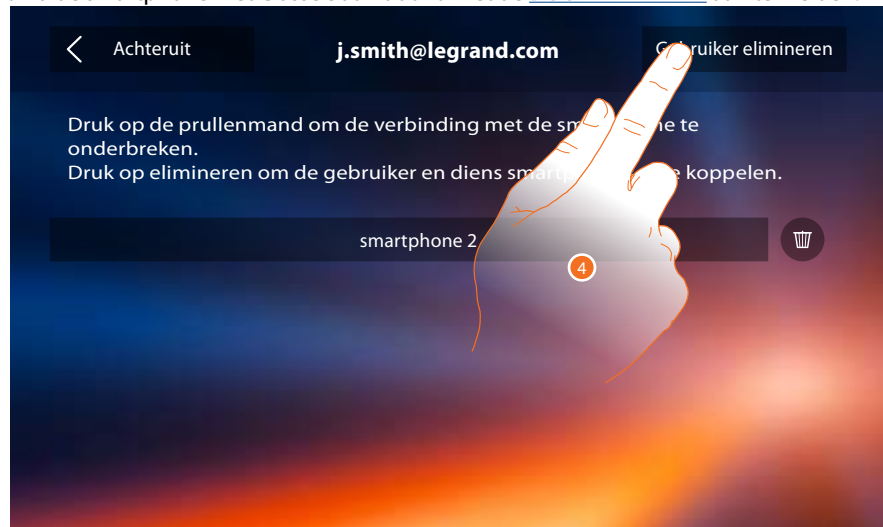 Achteruit
j.smith@legrand.com
elimineren
Druk op de prullenmand om de verbinding met de te
onderbreken.
Druk op elimineren om de gebruiker en diens koppelen.
smartphone 2
4